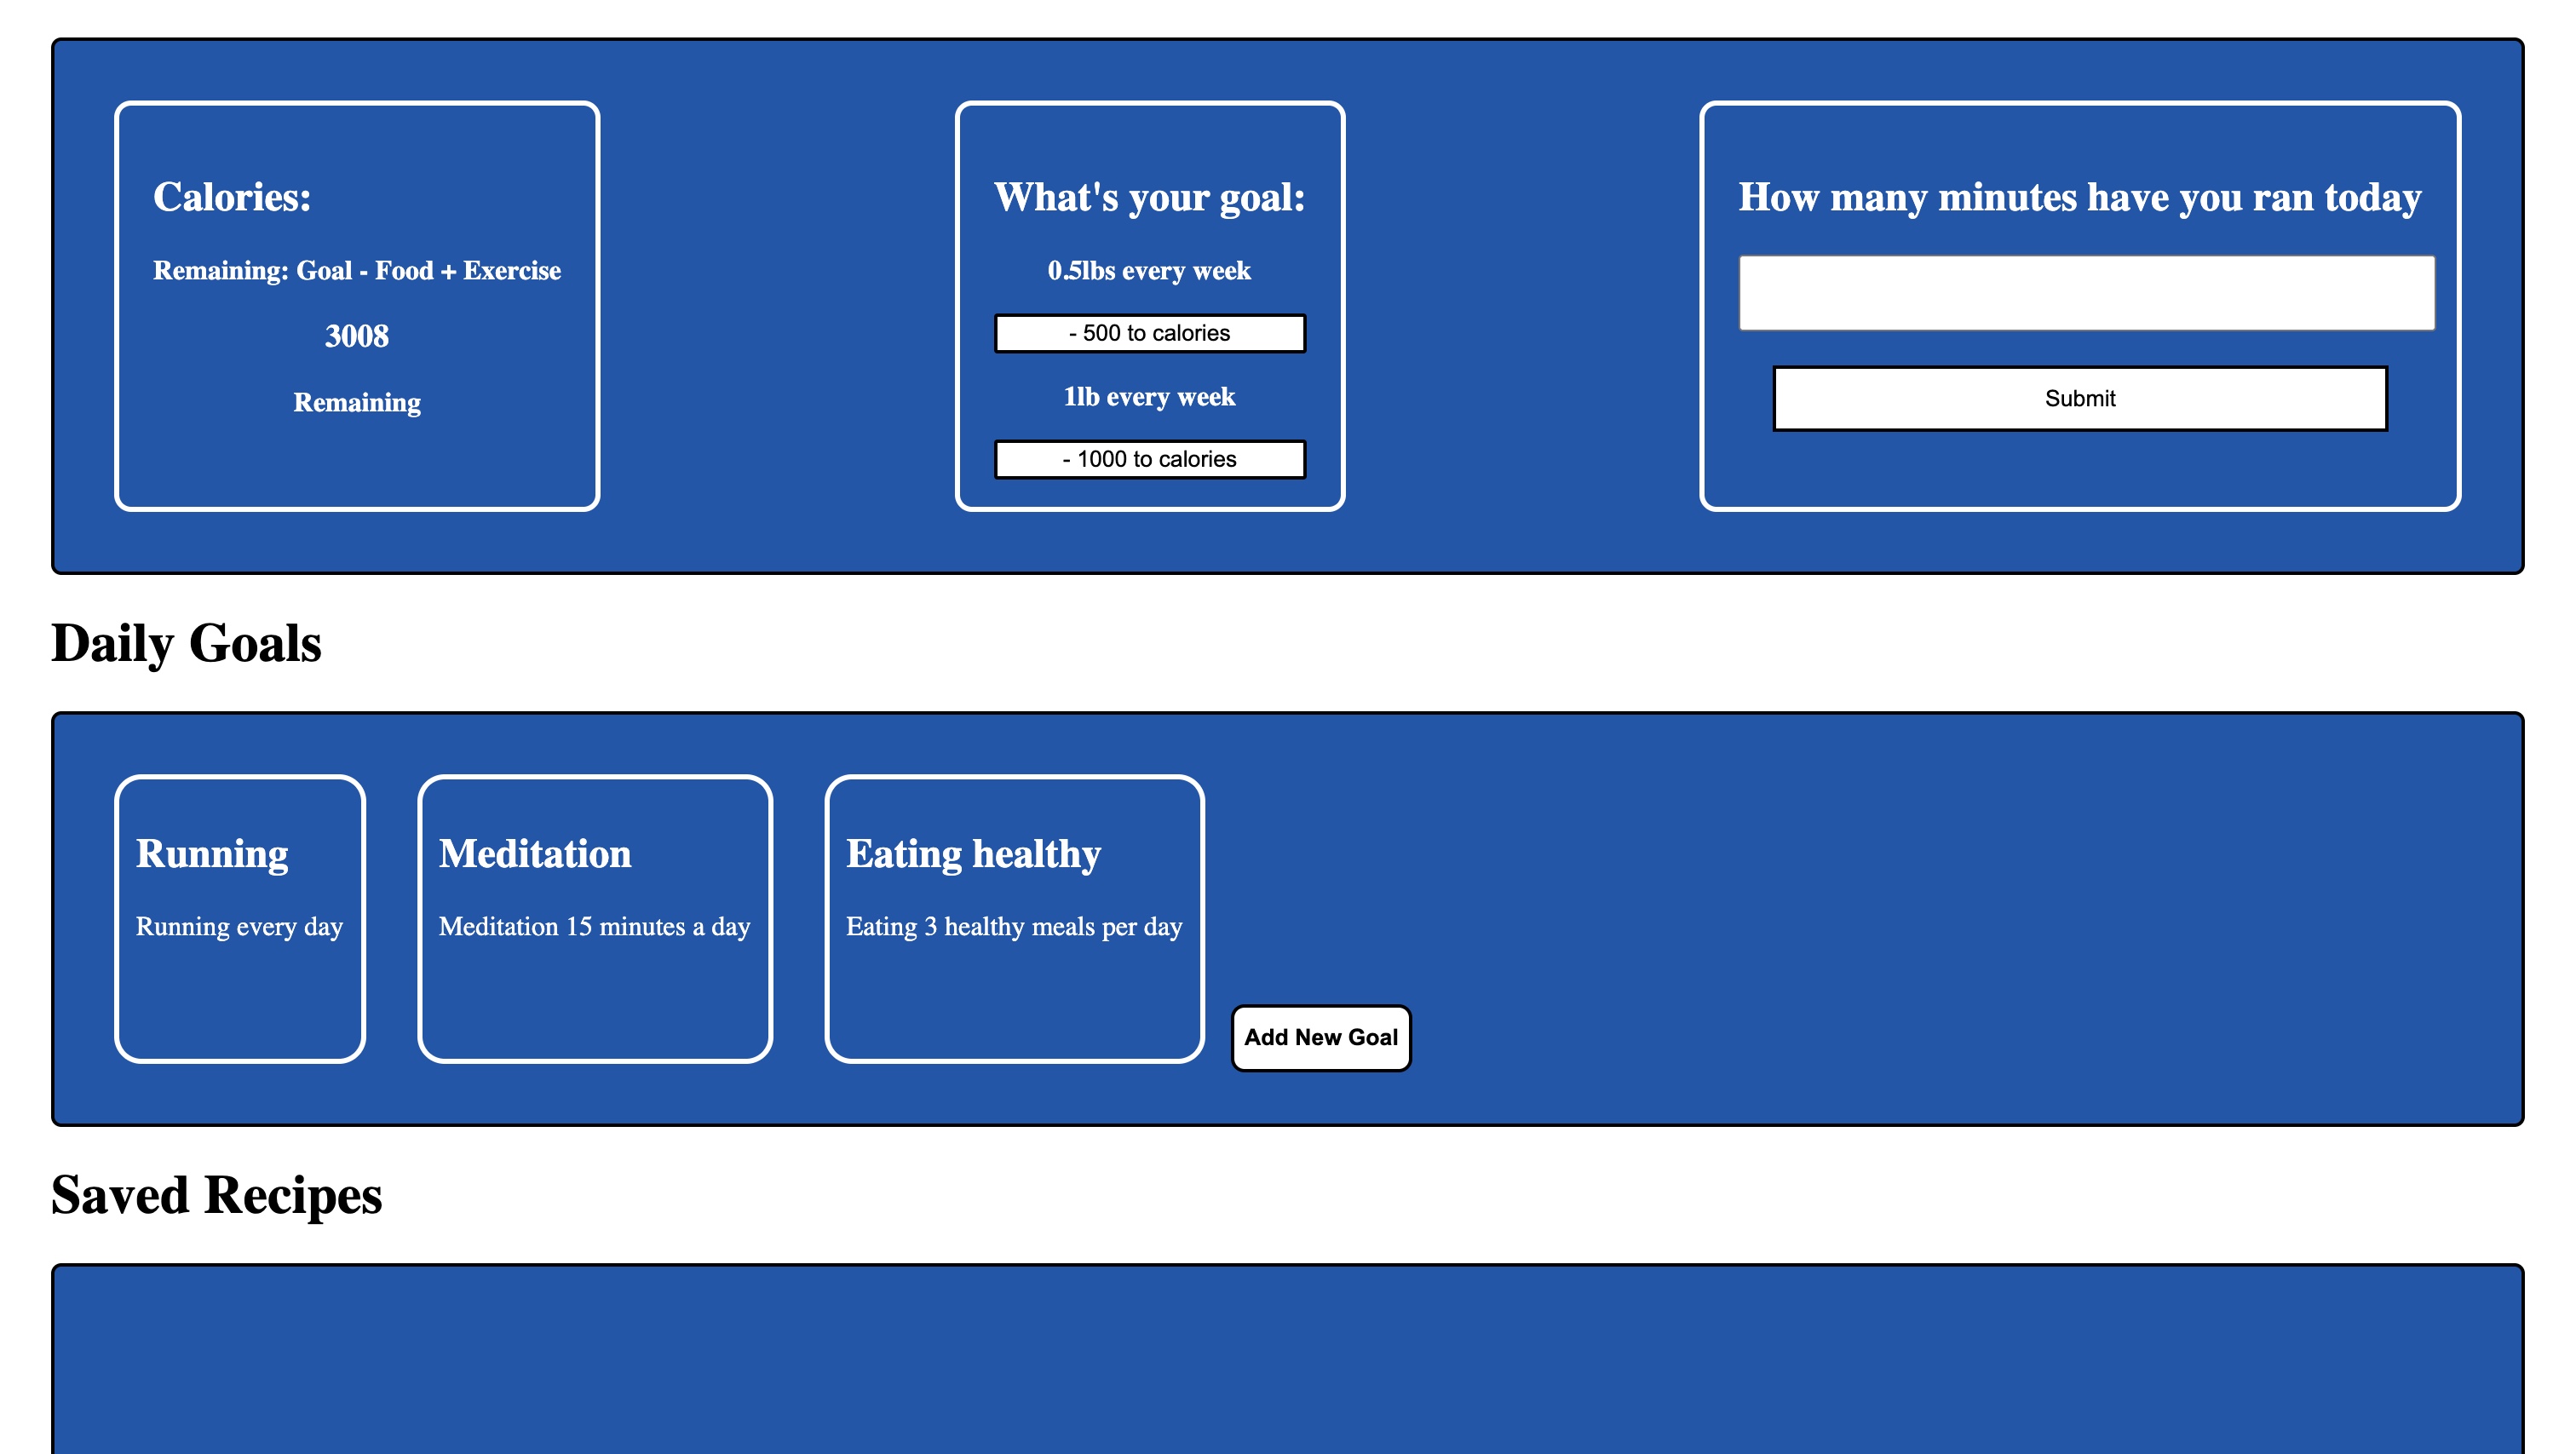 Calories:
Remaining: Goal - Food + Exercise
3008
Remaining
What's your goal:
0.5lbs every week
- 500 to calories
1lb every week
- 1000 to calories
How many minutes have you ran today
Submit
Daily Goals
Running
Running every day
Meditation
Meditation 15 minutes a day
Eating healthy
Eating 3 healthy meals per day
Add New Goal
Saved Recipes